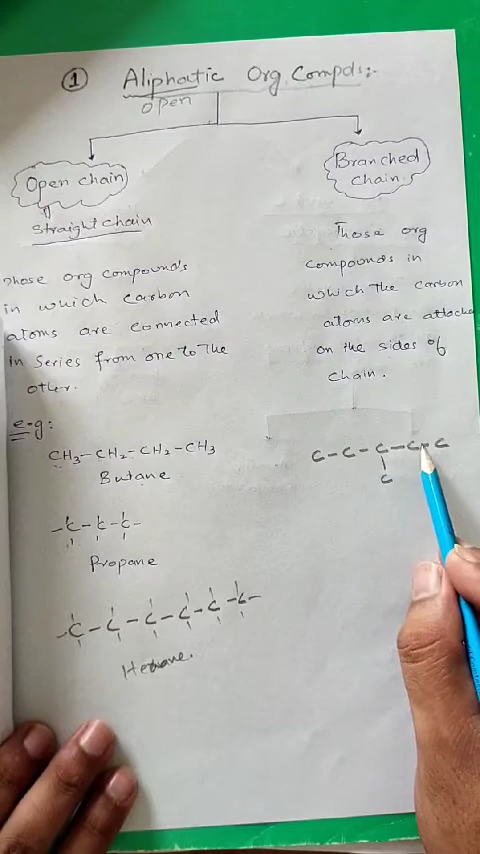 ① Aliphatic Org. Compds:-
open
Open chain
Straight chain
Those org compounds
in which carbon
atoms are connected
in series from one to the
other.
e.g:
CH3-CH2-CH2-CH3
Butane
-C-C-C-
Propane
-C-C-C-C-C-C-
Hexane.
Branched
chain.
Those org
compounds in
which the carbon
atoms are attache
on the sides of
chain.
C-C-C-C-C
C